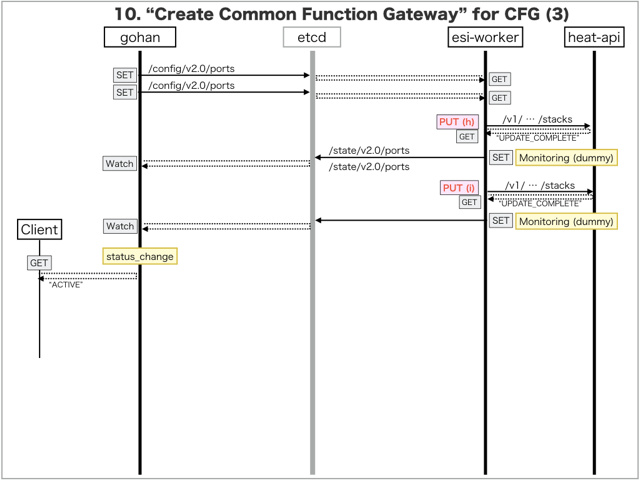 10. “Create Common Function Gateway” for CFG (3)
gohan
etcd
esi-worker
heat-api
SET
/config/v2.0/ports
GET
SET
/config/v2.0/ports
GET
PUT (h)
/v1/ … /stacks
GET
"UPDATE_COMPLETE"
Watch
/state/v2.0/ports
SET
Monitoring (dummy)
/state/v2.0/ports
PUT (i)
/v1/ … /stacks
GET
"UPDATE_COMPLETE"
Watch
SET
Monitoring (dummy)
Client
status_change
GET
"ACTIVE"